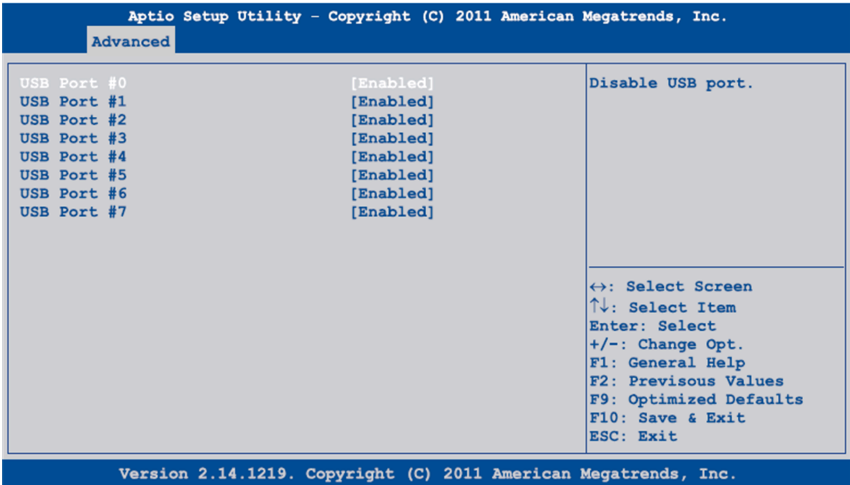 Aptio Setup Utility – Copyright (C) 2011 American Megatrends, Inc.
Advanced
USB Port #0 [Enabled]
USB Port #1 [Enabled]
USB Port #2 [Enabled]
USB Port #3 [Enabled]
USB Port #4 [Enabled]
USB Port #5 [Enabled]
USB Port #6 [Enabled]
USB Port #7 [Enabled]
Disable USB port.
↔: Select Screen
↑↓: Select Item
Enter: Select
+/-: Change Opt.
F1: General Help
F2: Previsous Values
F9: Optimized Defaults
F10: Save & Exit
ESC: Exit
Version 2.14.1219. Copyright (C) 2011 American Megatrends, Inc.